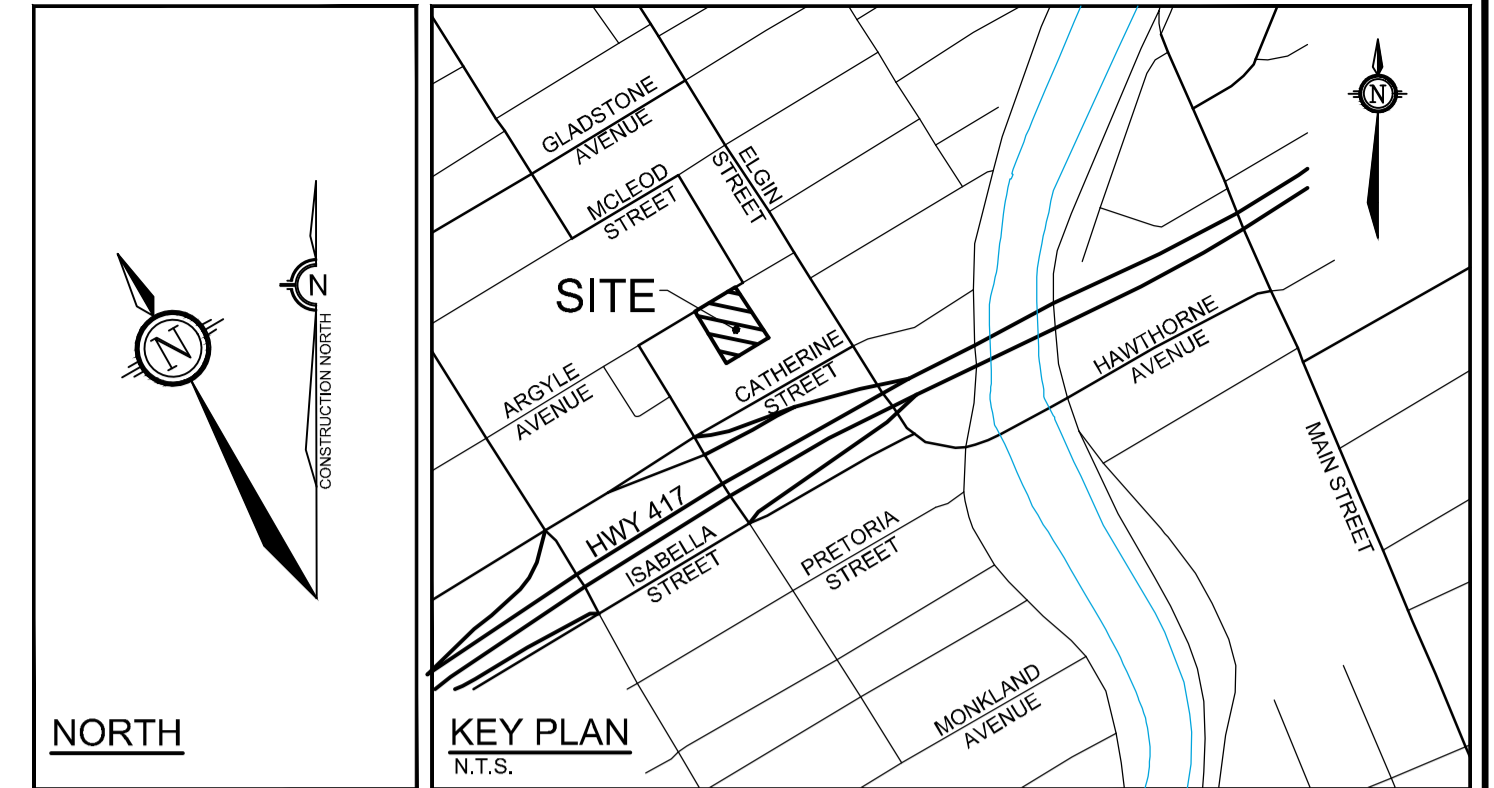 N
N
CONSTRUCTION NORTH
NORTH
GLADSTONE
AVENUE
MCLEOD
STREET
ELGIN
STREET
N
SITE
ARGYLE
AVENUE
CATHERINE
STREET
HAWTHORNE
AVENUE
MAIN STREET
HWY 417
ISABELLA
STREET
PRETORIA
STREET
MONKLAND
AVENUE
KEY PLAN
N.T.S.